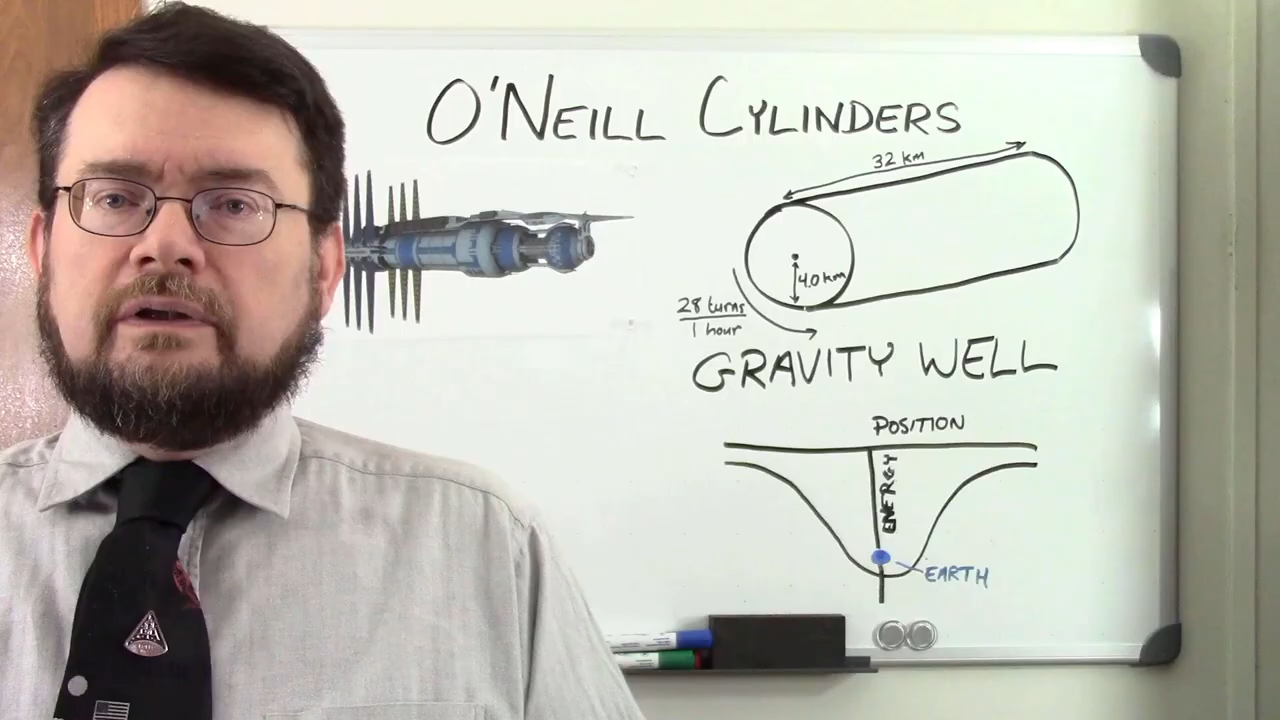 O'NEILL CYLINDERS
32 km
4.0 km
28 turns
1 hour
GRAVITY WELL
POSITION
ENERGY
EARTH